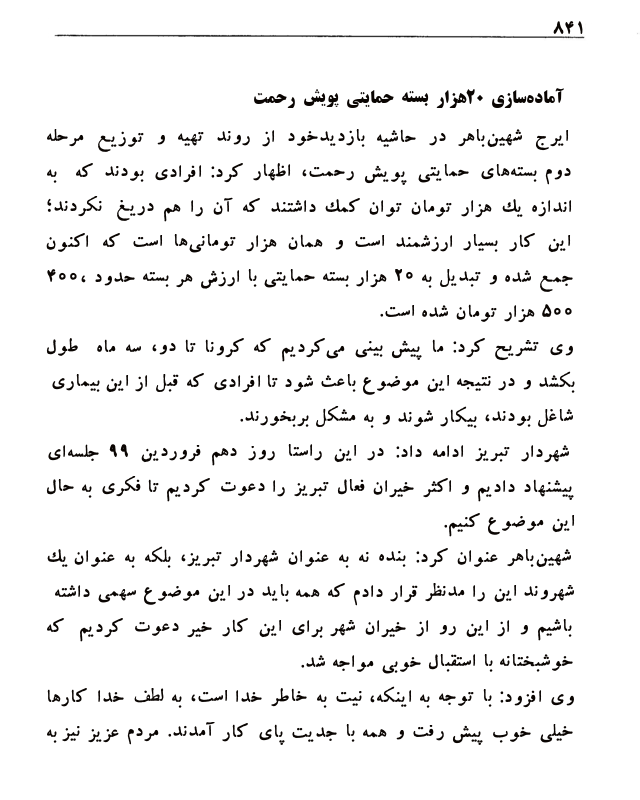 ۸۴۱
آماده‌سازی ۲۰هزار بسته حمایتی پویش رحمت
ایرج شهین‌باهر در حاشیه بازدیدخود از روند تهیه و توزیع مرحله
دوم بسته‌های حمایتی پویش رحمت، اظهار کرد: افرادی بودند که به
اندازه یك هزار تومان توان کمك داشتند که آن را هم دریغ نکردند؛
این کار بسیار ارزشمند است و همان هزار تومانی‌ها است که اکنون
جمع شده و تبدیل به ۲۰ هزار بسته حمایتی با ارزش هر بسته حدود ،۴۰۰
۵۰۰ هزار تومان شده است.
وی تشریح کرد: ما پیش بینی می‌کردیم که کرونا تا دو، سه ماه طول
بکشد و در نتیجه این موضوع باعث شود تا افرادی که قبل از این بیماری
شاغل بودند، بیکار شوند و به مشکل بربخورند.
شهردار تبریز ادامه داد: در این راستا روز دهم فروردین ۹۹ جلسه‌ای
پیشنهاد دادیم و اکثر خیران فعال تبریز را دعوت کردیم تا فکری به حال
این موضوع کنیم.
شهین‌باهر عنوان کرد: بنده نه به عنوان شهردار تبریز، بلکه به عنوان یك
شهروند این را مدنظر قرار دادم که همه باید در این موضوع سهمی داشته
باشیم و از این رو از خیران شهر برای این کار خیر دعوت کردیم که
خوشبختانه با استقبال خوبی مواجه شد.
وی افزود: با توجه به اینکه، نیت به خاطر خدا است، به لطف خدا کارها
خیلی خوب پیش رفت و همه با جدیت پای کار آمدند. مردم عزیز نیز به